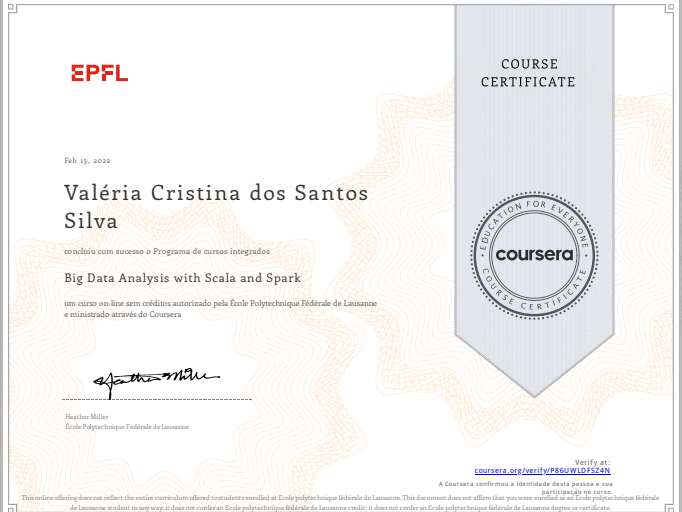 EPFL
COURSE
CERTIFICATE
Feb 13, 2022
Valéria Cristina dos Santos
Silva
concluiu com sucesso o Programa de cursos integrados
Big Data Analysis with Scala and Spark
um curso on-line sem créditos autorizado pela École Polytechnique Fédérale de Lausanne
e ministrado através do Coursera
EDUCATION FOR EVERYONE
coursera
COURSE CERTIFICATE
Heather Miller
Heather Miller
École Polytechnique Fédérale de Lausanne
Verify at:
coursera.org/verify/P86UWLDFSZ4N
A Coursera confirmou a identidade desta pessoa e sua
participação no curso.
This online offering does not reflect the entire curriculum offered to students enrolled at Ecole polytechnique fédérale de Lausanne. This document does not affirm that you were enrolled as an Ecole polytechnique fédérale
de Lausanne student in any way; it does not confer an Ecole polytechnique fédérale de Lausanne credit; it does not confer an Ecole polytechnique fédérale de Lausanne degree or certificate.